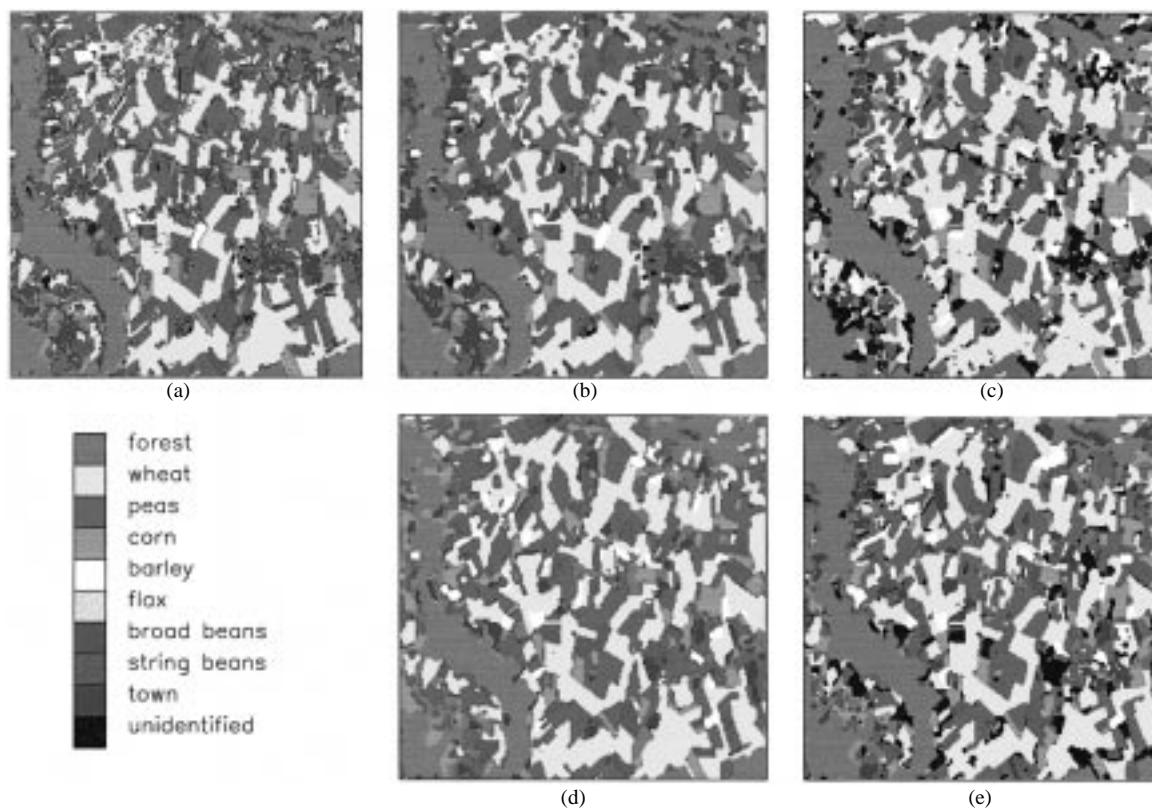 (a)
(b)
(c)
forest
wheat
peas
corn
barley
flax
broad beans
string beans
town
unidentified
(d)
(e)